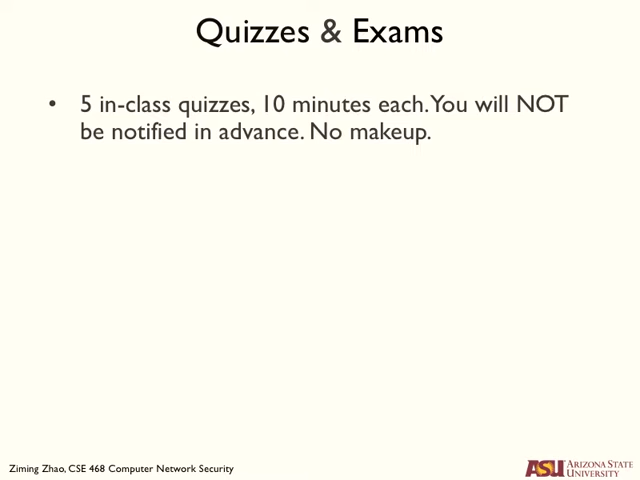 Quizzes & Exams
• 5 in-class quizzes, 10 minutes each. You will NOT
be notified in advance. No makeup.
Ziming Zhao, CSE 468 Computer Network Security
ASU ARIZONA STATE
UNIVERSITY